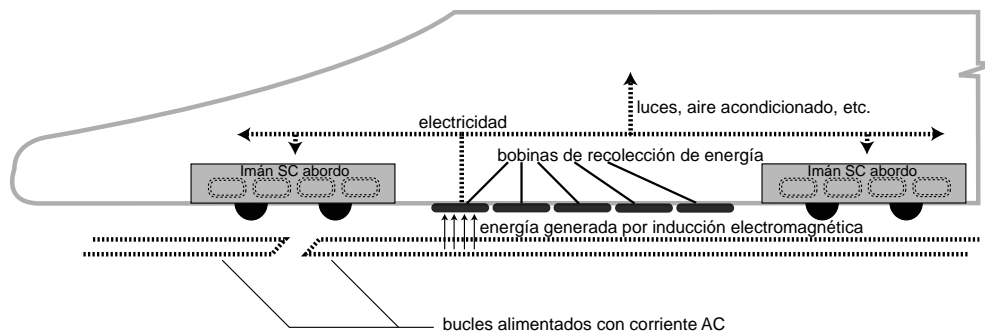 luces, aire acondicionado, etc.
electricidad
bobinas de recolección de energía
Imán SC abordo
Imán SC abordo
energía generada por inducción electromagnética
bucles alimentados con corriente AC